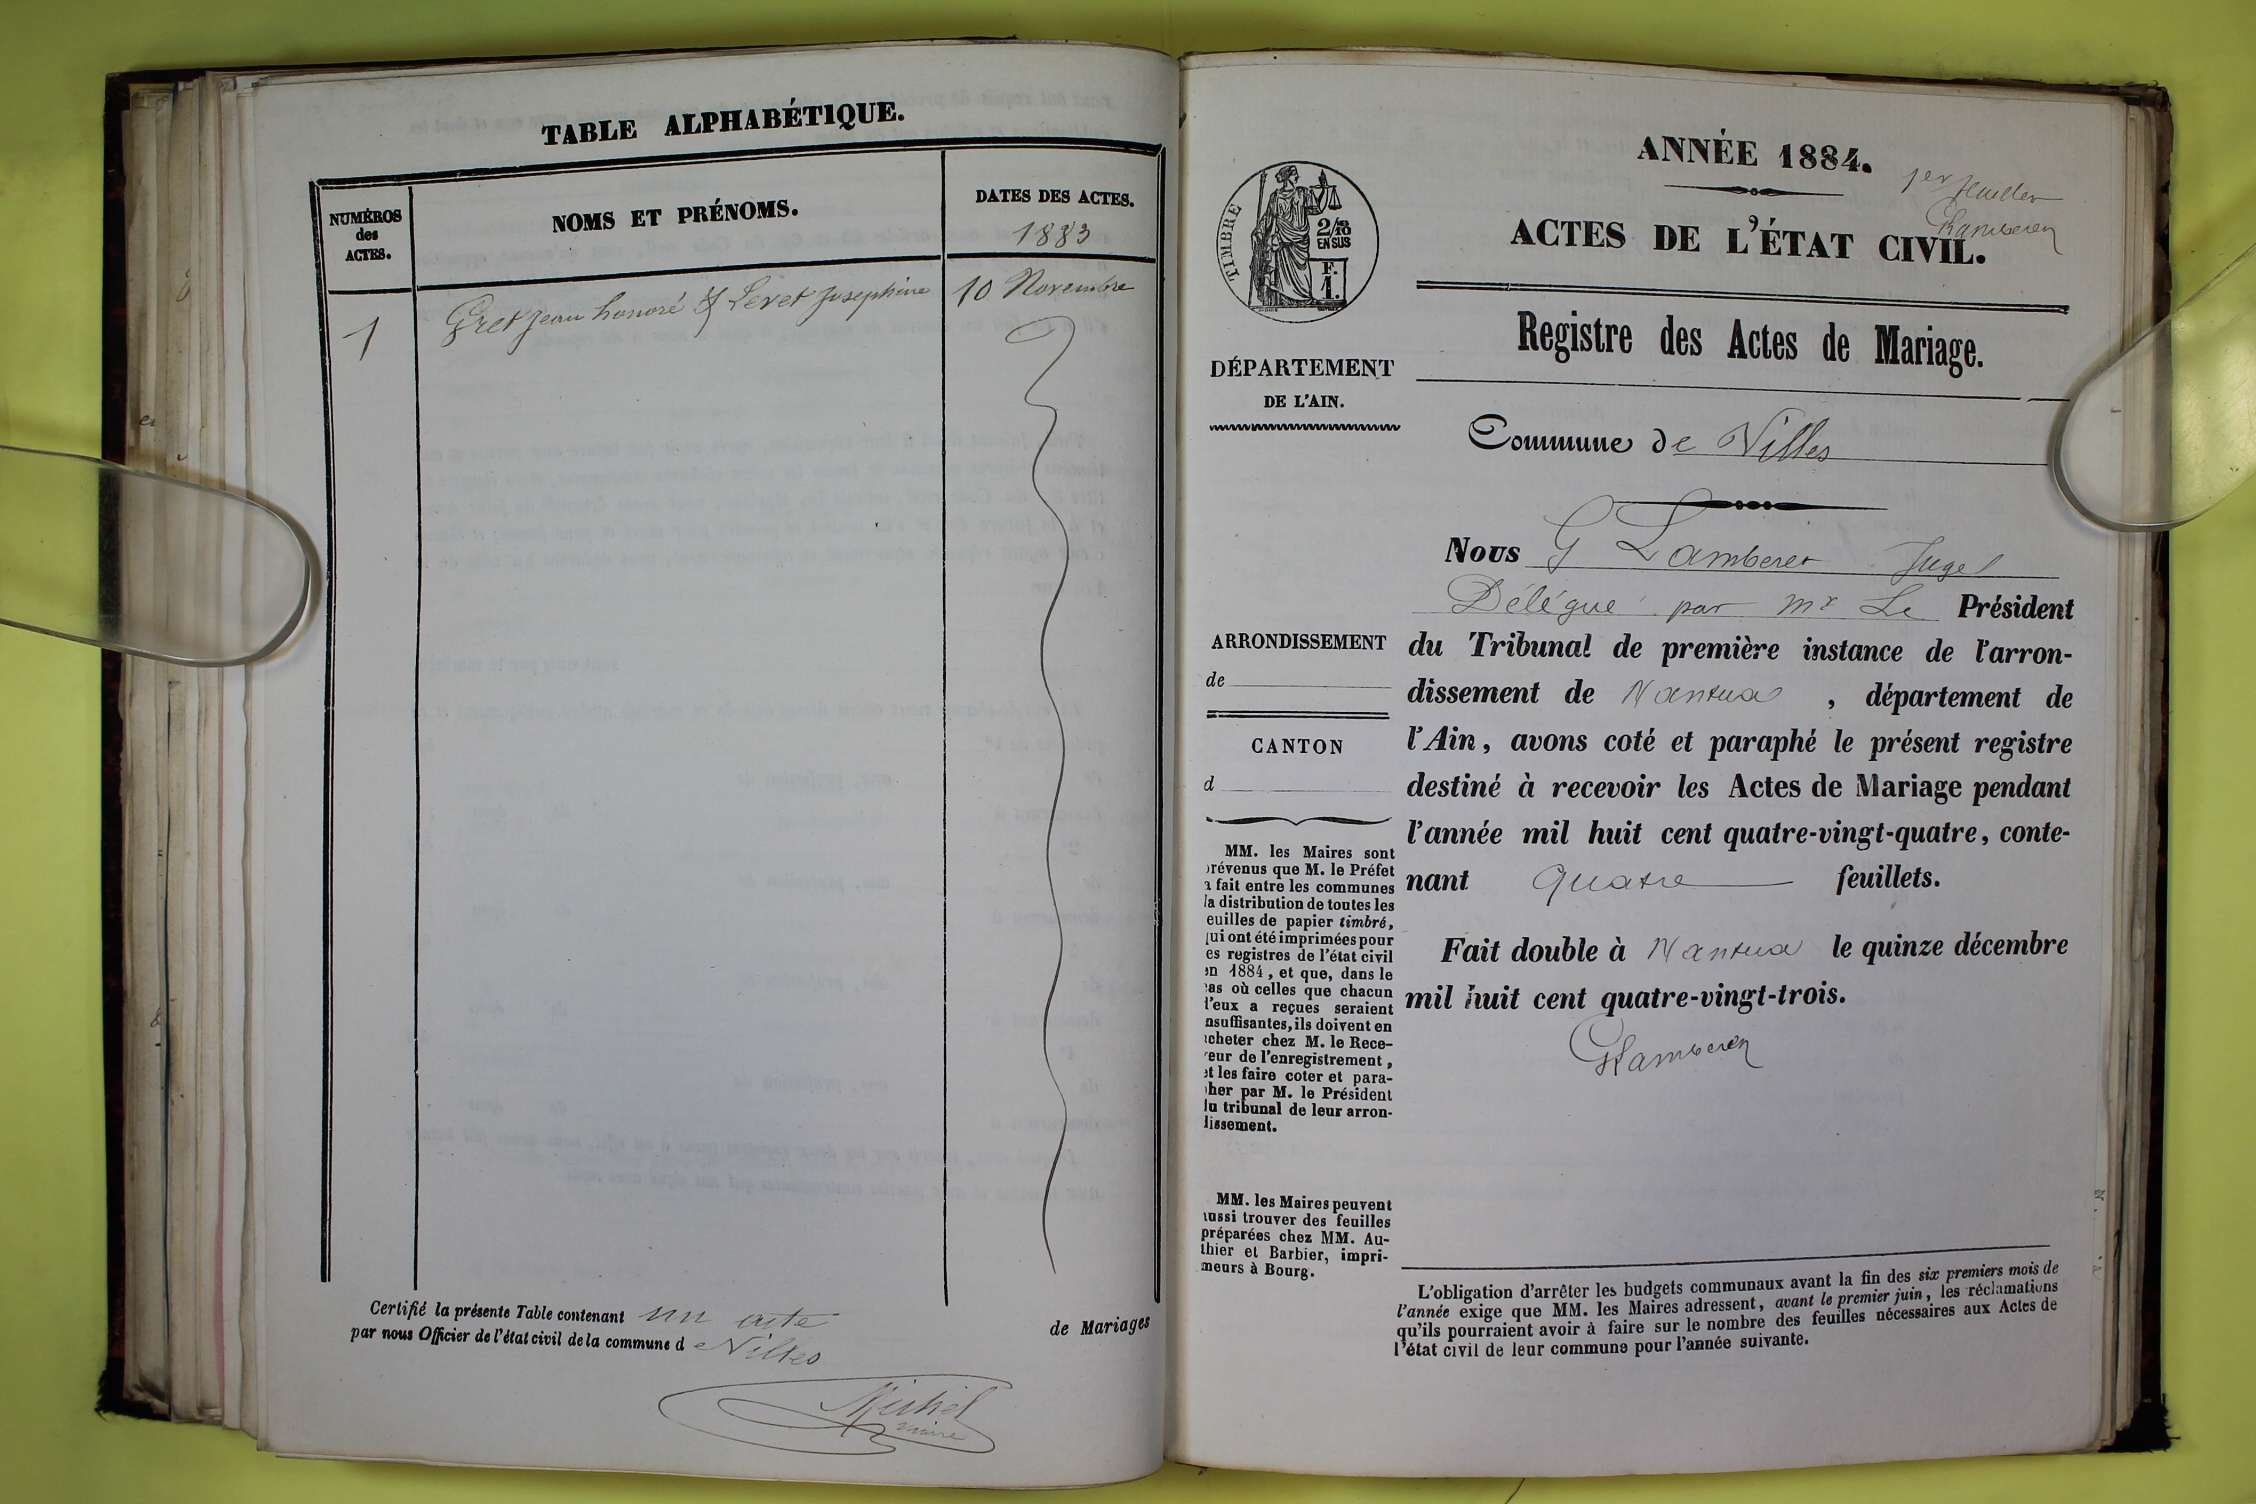 TABLE ALPHABÉTIQUE.
NUMÉROS
des
ACTES.
NOMS ET PRÉNOMS.
DATES DES ACTES.
1883
1
Gret Jean honoré & Levet Josephine
10 Novembre
Certifié la présente Table contenant un acte de Mariages
par nous Officier de l'état civil de la commune de Villes
Michel
maire
ANNÉE 1884.
1er feuillet
GLamberet
ACTES DE L'ÉTAT CIVIL.
TIMBRE
2/10
EN SUS
F.
1.
Registre des Actes de Mariage.
DÉPARTEMENT
DE L'AIN.
Commune de Villes
Nous G Lamberet Juge
Délégué par Mr Le Président
du Tribunal de première instance de l'arron-
dissement de Nantua, département de
l'Ain, avons coté et paraphé le présent registre
destiné à recevoir les Actes de Mariage pendant
l'année mil huit cent quatre-vingt-quatre, conte-
nant quatre feuillets.
Fait double à Nantua le quinze décembre
mil huit cent quatre-vingt-trois.
GLamberet
ARRONDISSEMENT
de
CANTON
d
MM. les Maires sont
prévenus que M. le Préfet
a fait entre les communes
la distribution de toutes les
euilles de papier timbré,
qui ont été imprimées pour
es registres de l'état civil
en 1884, et que, dans le
cas où celles que chacun
d'eux a reçues seraient
nsuffisantes, ils doivent en
acheter chez M. le Rece-
veur de l'enregistrement,
et les faire coter et para-
pher par M. le Président
du tribunal de leur arron-
dissement.
MM. les Maires peuvent
aussi trouver des feuilles
préparées chez MM. Au-
thier et Barbier, impri-
meurs à Bourg.
L'obligation d'arrêter les budgets communaux avant la fin des six premiers mois de
l'année exige que MM. les Maires adressent, avant le premier juin, les réclamations
qu'ils pourraient avoir à faire sur le nombre des feuilles nécessaires aux Actes de
l'état civil de leur commune pour l'année suivante.